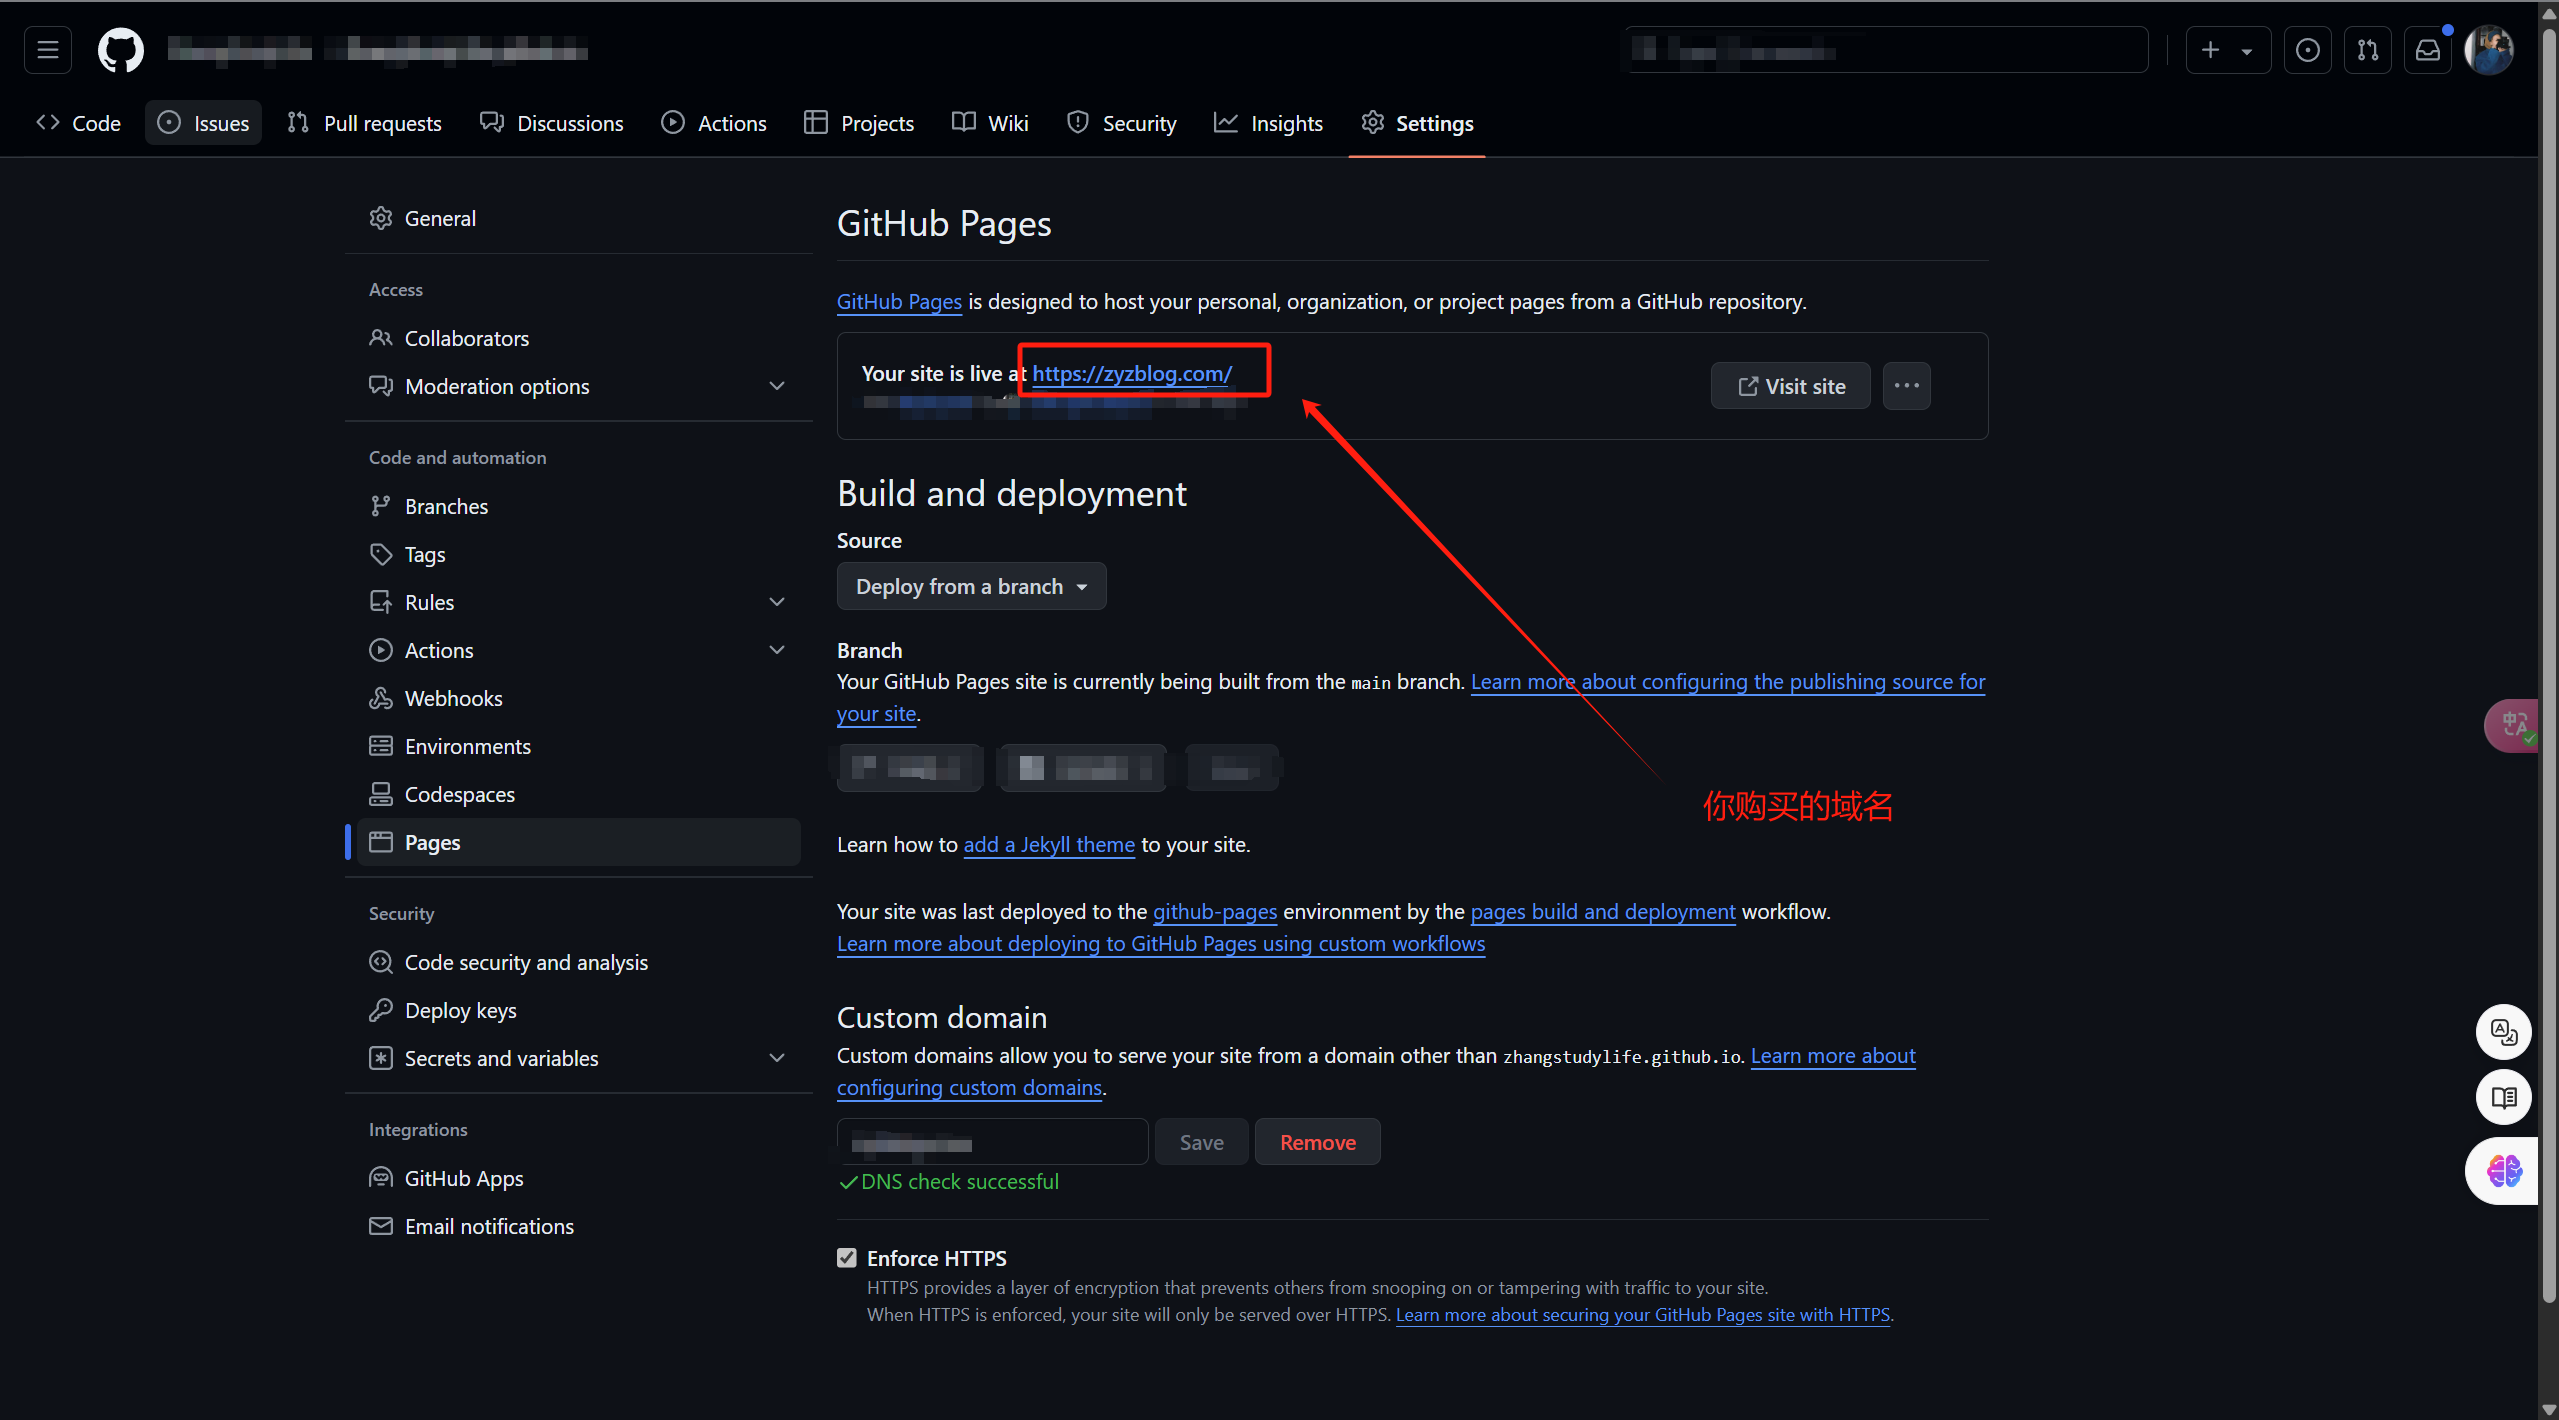 Code
Issues
Pull requests
Discussions
Actions
Projects
Wiki
Security
Insights
Settings
General
Access
Collaborators
Moderation options
Code and automation
Branches
Tags
Rules
Actions
Webhooks
Environments
Codespaces
Pages
Security
Code security and analysis
Deploy keys
Secrets and variables
Integrations
GitHub Apps
Email notifications
GitHub Pages
GitHub Pages is designed to host your personal, organization, or project pages from a GitHub repository.
Your site is live at https://zyzblog.com/
Visit site
Build and deployment
Source
Deploy from a branch
Branch
Your GitHub Pages site is currently being built from the main branch. Learn more about configuring the publishing source for
your site.
你购买的域名
Learn how to add a Jekyll theme to your site.
Your site was last deployed to the github-pages environment by the pages build and deployment workflow.
Learn more about deploying to GitHub Pages using custom workflows
Custom domain
Custom domains allow you to serve your site from a domain other than zhangstudylife.github.io. Learn more about
configuring custom domains.
Save
Remove
DNS check successful
Enforce HTTPS
HTTPS provides a layer of encryption that prevents others from snooping on or tampering with traffic to your site.
When HTTPS is enforced, your site will only be served over HTTPS. Learn more about securing your GitHub Pages site with HTTPS.